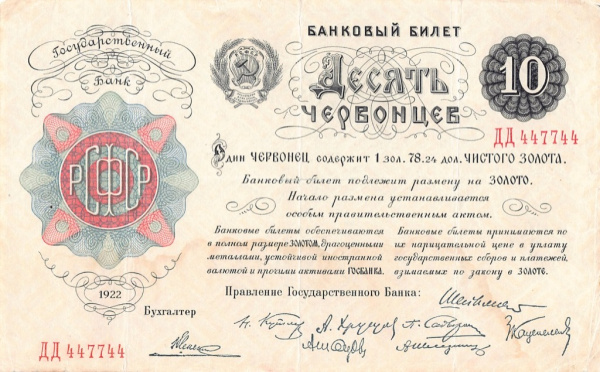 Государственный
Банк
БАНКОВЫЙ БИЛЕТ
ДЕСЯТЬ
ЧЕРВОНЦЕВ
10
ДД 447744
Один ЧЕРВОНЕЦ содержит 1 зол. 78.24 дол. ЧИСТОГО ЗОЛОТА.
Банковый билет подлежит размену на ЗОЛОТО.
Начало размена устанавливается
особым правительственным актом.
РСФСР
Банковые билеты обеспечиваются
в полном размере ЗОЛОТОМ, драгоценными
металлами, устойчивой иностранной
валютой и прочими активами ГОСБАНКА.
Банковые билеты принимаются по
их нарицательной цене в уплату
государственных сборов и платежей,
взимаемых по закону в ЗОЛОТЕ.
1922
Правление Государственного Банка:
Бухгалтер
ДД 447744